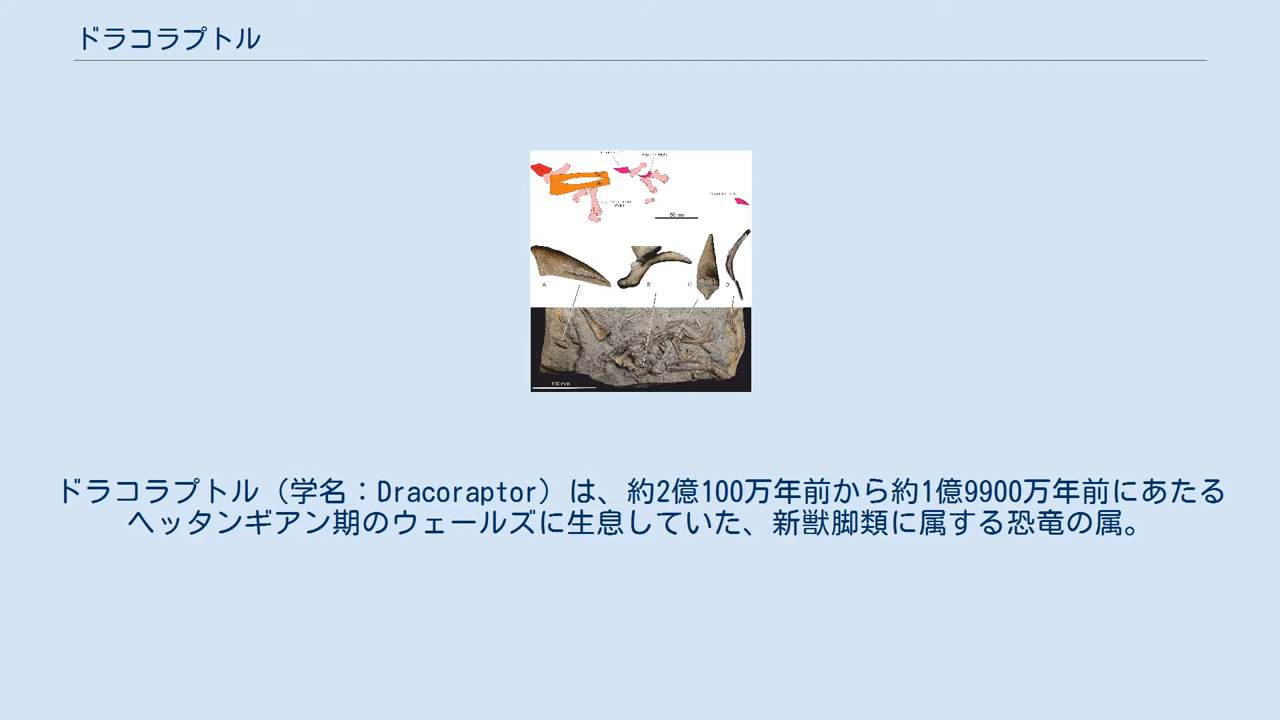 ドラコラプトル
50 mm
A
B
C
D
100 mm
ドラコラプトル（学名：Dracoraptor）は、約2億100万年前から約1億9900万年前にあたる
ヘッタンギアン期のウェールズに生息していた、新獣脚類に属する恐竜の属。